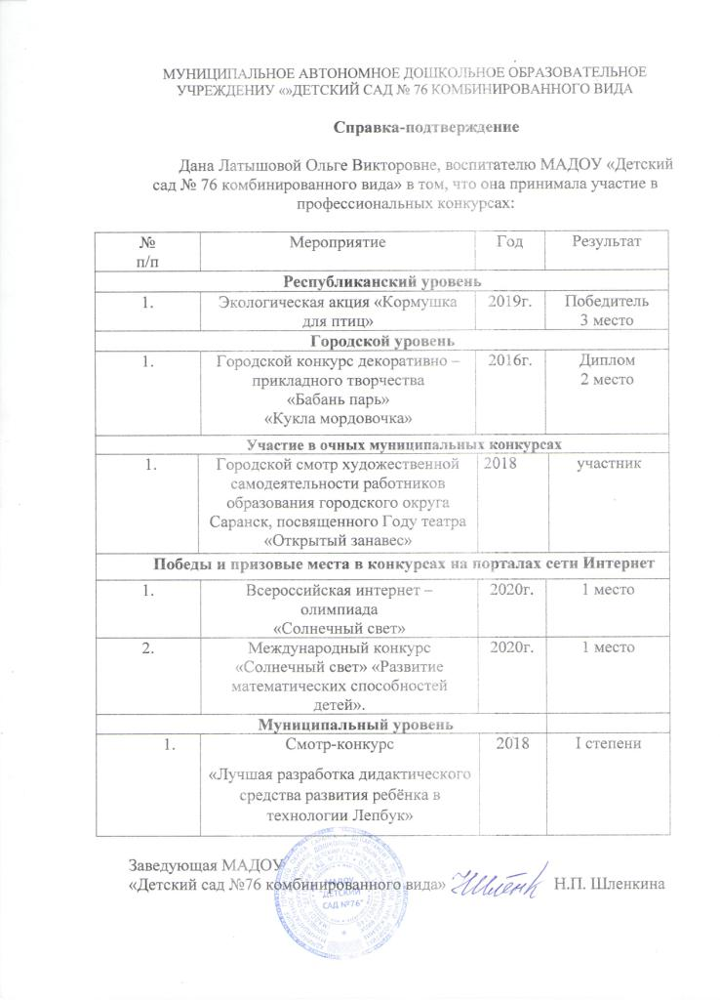 МУНИЦИПАЛЬНОЕ АВТОНОМНОЕ ДОШКОЛЬНОЕ ОБРАЗОВАТЕЛЬНОЕ
УЧРЕЖДЕНИУ «»ДЕТСКИЙ САД № 76 КОМБИНИРОВАННОГО ВИДА
Справка-подтверждение
Дана Латышовой Ольге Викторовне, воспитателю МАДОУ «Детский
сад № 76 комбинированного вида» в том, что она принимала участие в
профессиональных конкурсах:
№ Мероприятие Год Результат
п/п
Республиканский уровень
1. Экологическая акция «Кормушка 2019г. Победитель
для птиц» 3 место
Городской уровень
1. Городской конкурс декоративно – 2016г. Диплом
прикладного творчества 2 место
«Бабань парь»
«Кукла мордовочка»
Участие в очных муниципальных конкурсах
1. Городской смотр художественной 2018 участник
самодеятельности работников
образования городского округа
Саранск, посвященного Году театра
«Открытый занавес»
Победы и призовые места в конкурсах на порталах сети Интернет
1. Всероссийская интернет – 2020г. 1 место
олимпиада
«Солнечный свет»
2. Международный конкурс 2020г. 1 место
«Солнечный свет» «Развитие
математических способностей
детей».
Муниципальный уровень
1. Смотр-конкурс 2018 I степени
«Лучшая разработка дидактического
средства развития ребёнка в
технологии Лепбук»
Заведующая МАДОУ
«Детский сад №76 комбинированного вида» Н.П. Шленкина
МАДОУ
"ДЕТСКИЙ
САД №76"